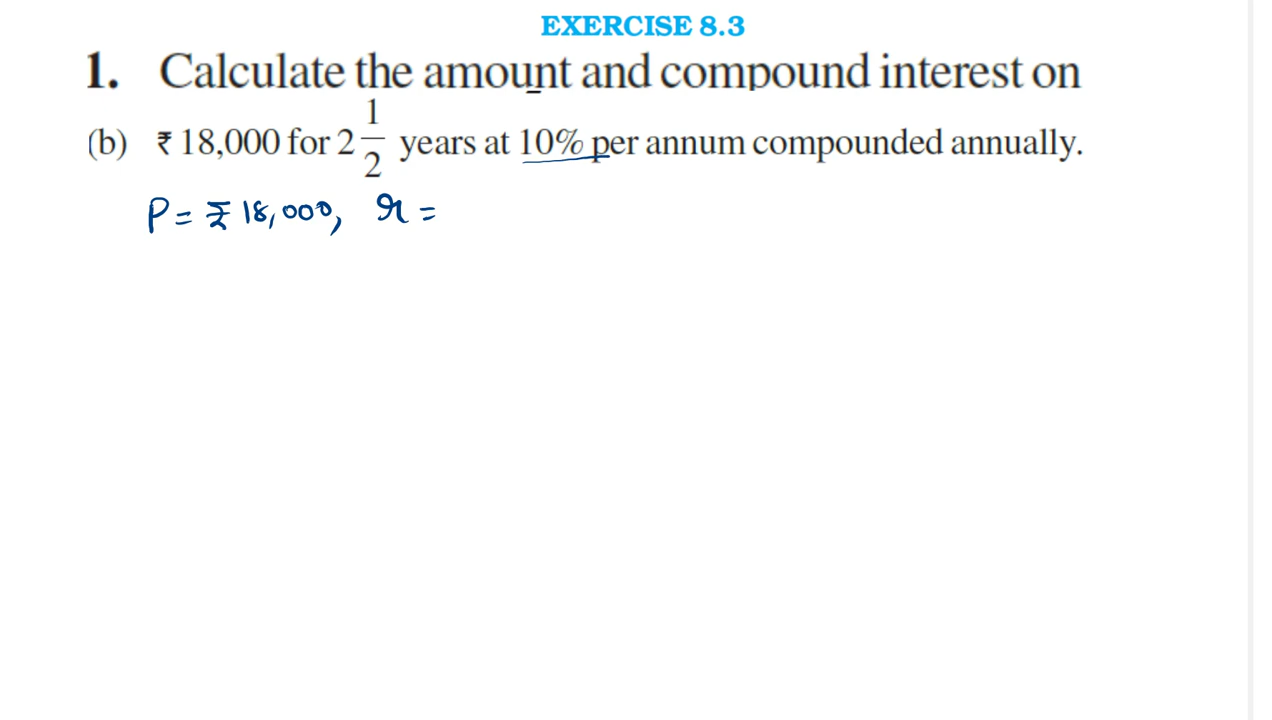 EXERCISE 8.3
1. Calculate the amount and compound interest on
(b) ₹ 18,000 for 2 1/2 years at 10% per annum compounded annually.
P = ₹ 18,000, r =